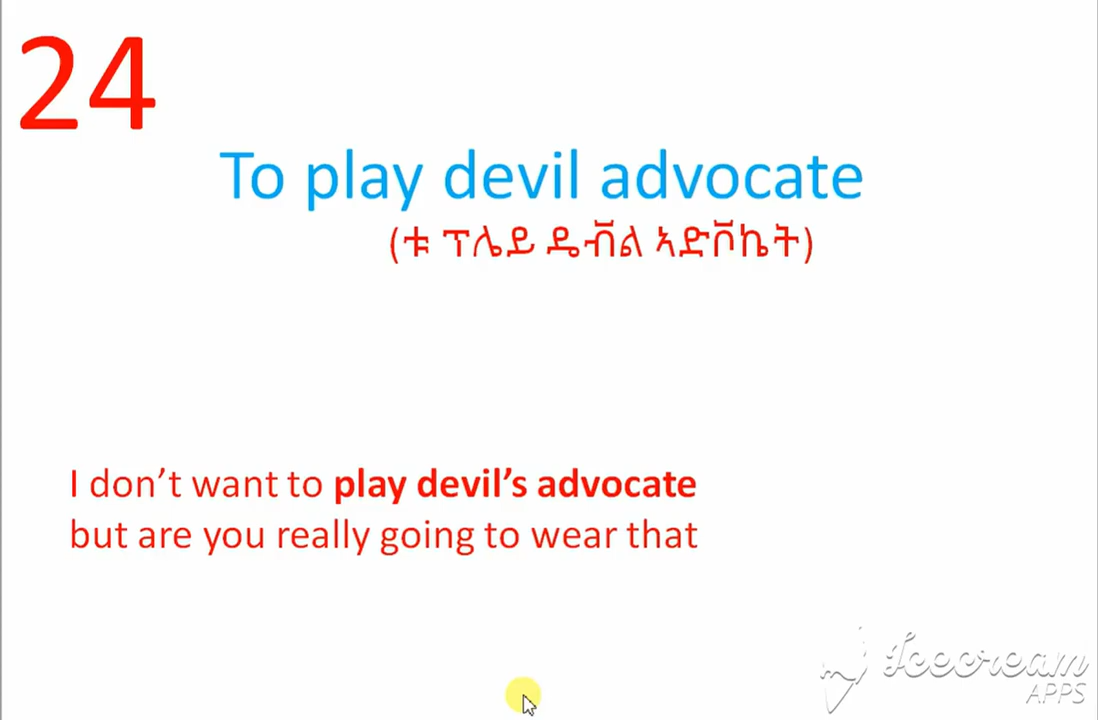 24
To play devil advocate
(ቱ ፕሌይ ዴቭል ኣድቮኬት)
I don’t want to play devil’s advocate
but are you really going to wear that
Icecream
APPS